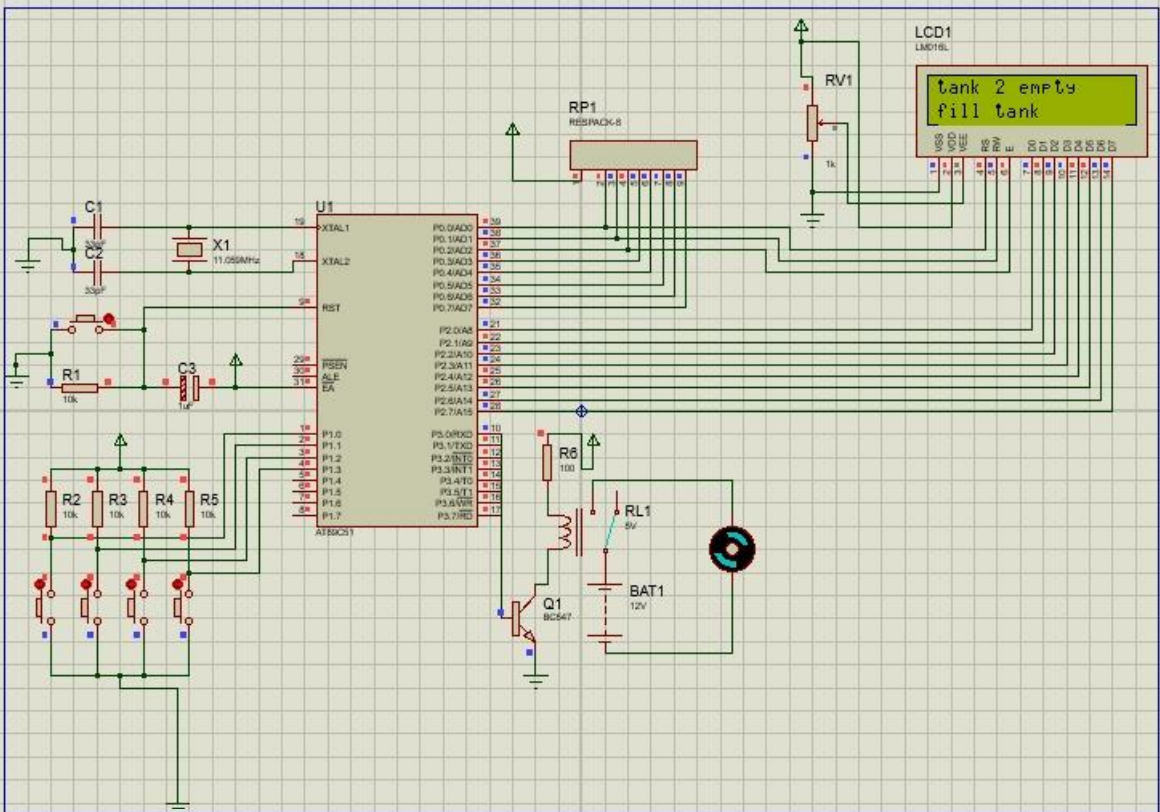 LCD1
LM016L
tank 2 empty
fill tank
VSS VDD VEE RS RW E D0 D1 D2 D3 D4 D5 D6 D7
1 2 3 4 5 6 7 8 9 10 11 12 13 14
RV1
1k
RP1
RESPACK-8
1 2 3 4 5 6 7 8 9
C1
33pF
C2
33pF
X1
11.059MHz
R1
10k
C3
1uF
U1
19 XTAL1
18 XTAL2
9 RST
29 PSEN
30 ALE
31 EA
1 P1.0
2 P1.1
3 P1.2
4 P1.3
5 P1.4
6 P1.5
7 P1.6
8 P1.7
P0.0/AD0 39
P0.1/AD1 38
P0.2/AD2 37
P0.3/AD3 36
P0.4/AD4 35
P0.5/AD5 34
P0.6/AD6 33
P0.7/AD7 32
P2.0/A8 21
P2.1/A9 22
P2.2/A10 23
P2.3/A11 24
P2.4/A12 25
P2.5/A13 26
P2.6/A14 27
P2.7/A15 28
P3.0/RXD 10
P3.1/TXD 11
P3.2/INT0 12
P3.3/INT1 13
P3.4/T0 14
P3.5/T1 15
P3.6/WR 16
P3.7/RD 17
AT89C51
R2
10k
R3
10k
R4
10k
R5
10k
R6
100
RL1
5V
Q1
BC547
BAT1
12V